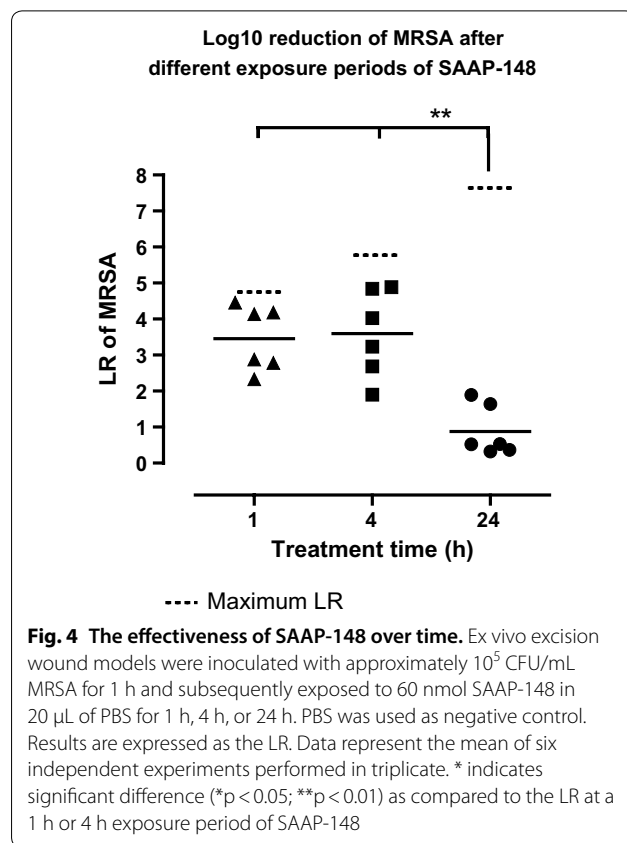 Log10 reduction of MRSA after
different exposure periods of SAAP-148
**
8
7
6
5
4
3
2
1
0
LR of MRSA
1 4 24
Treatment time (h)
Maximum LR
Fig. 4 The effectiveness of SAAP-148 over time. Ex vivo excision
wound models were inoculated with approximately 10⁵ CFU/mL
MRSA for 1 h and subsequently exposed to 60 nmol SAAP-148 in
20 µL of PBS for 1 h, 4 h, or 24 h. PBS was used as negative control.
Results are expressed as the LR. Data represent the mean of six
independent experiments performed in triplicate. * indicates
significant difference (*p < 0.05; **p < 0.01) as compared to the LR at a
1 h or 4 h exposure period of SAAP-148